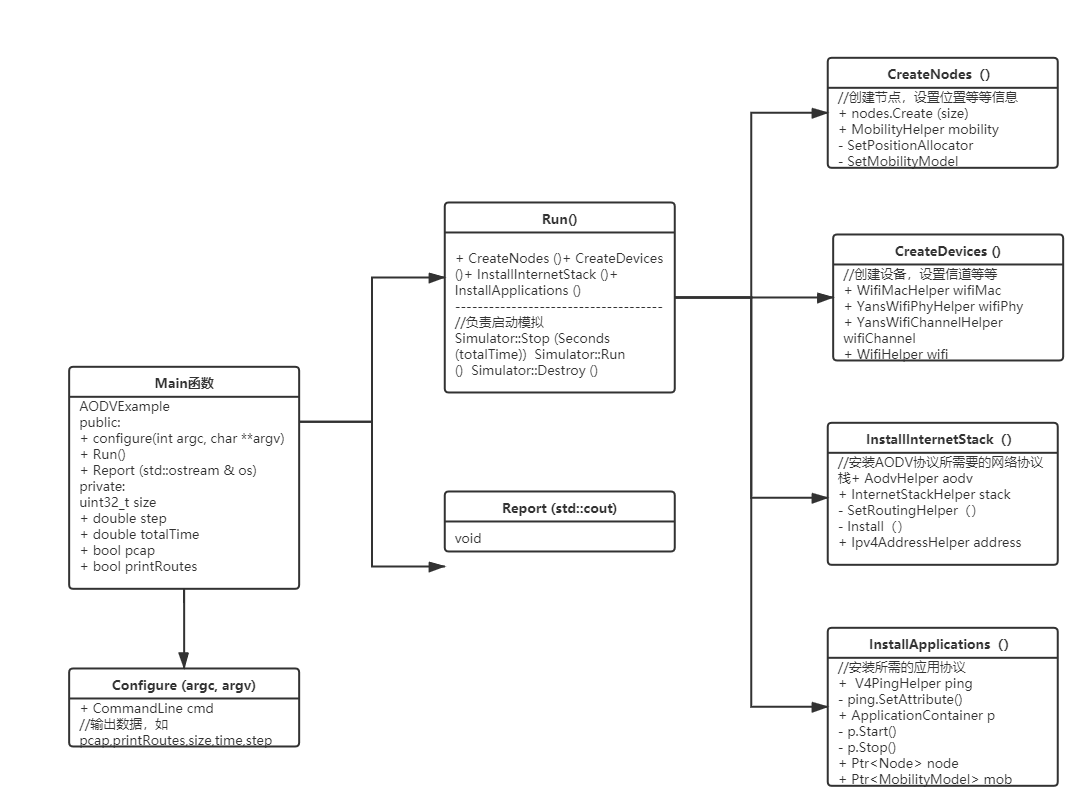 Main函数
AODVExample
public:
+ configure(int argc, char **argv)
+ Run()
+ Report (std::ostream & os)
private:
uint32_t size
+ double step
+ double totalTime
+ bool pcap
+ bool printRoutes
Configure (argc, argv)
+ CommandLine cmd
//输出数据，如
pcap,printRoutes,size,time,step
Run()
+ CreateNodes ()+ CreateDevices
()+ InstallInternetStack ()+
InstallApplications ()
-------------------------------------
//负责启动模拟
Simulator::Stop (Seconds
(totalTime))  Simulator::Run
()  Simulator::Destroy ()
Report (std::cout)
void
CreateNodes（）
//创建节点，设置位置等等信息
+ nodes.Create (size)
+ MobilityHelper mobility
- SetPositionAllocator
- SetMobilityModel
CreateDevices ()
//创建设备，设置信道等等
+ WifiMacHelper wifiMac
+ YansWifiPhyHelper wifiPhy
+ YansWifiChannelHelper
wifiChannel
+ WifiHelper wifi
InstallInternetStack（）
//安装AODV协议所需要的网络协议
栈+ AodvHelper aodv
+ InternetStackHelper stack
- SetRoutingHelper（）
- Install（）
+ Ipv4AddressHelper address
InstallApplications（）
//安装所需的应用协议
+  V4PingHelper ping
- ping.SetAttribute()
+ ApplicationContainer p
- p.Start()
- p.Stop()
+ Ptr<Node> node
+ Ptr<MobilityModel> mob